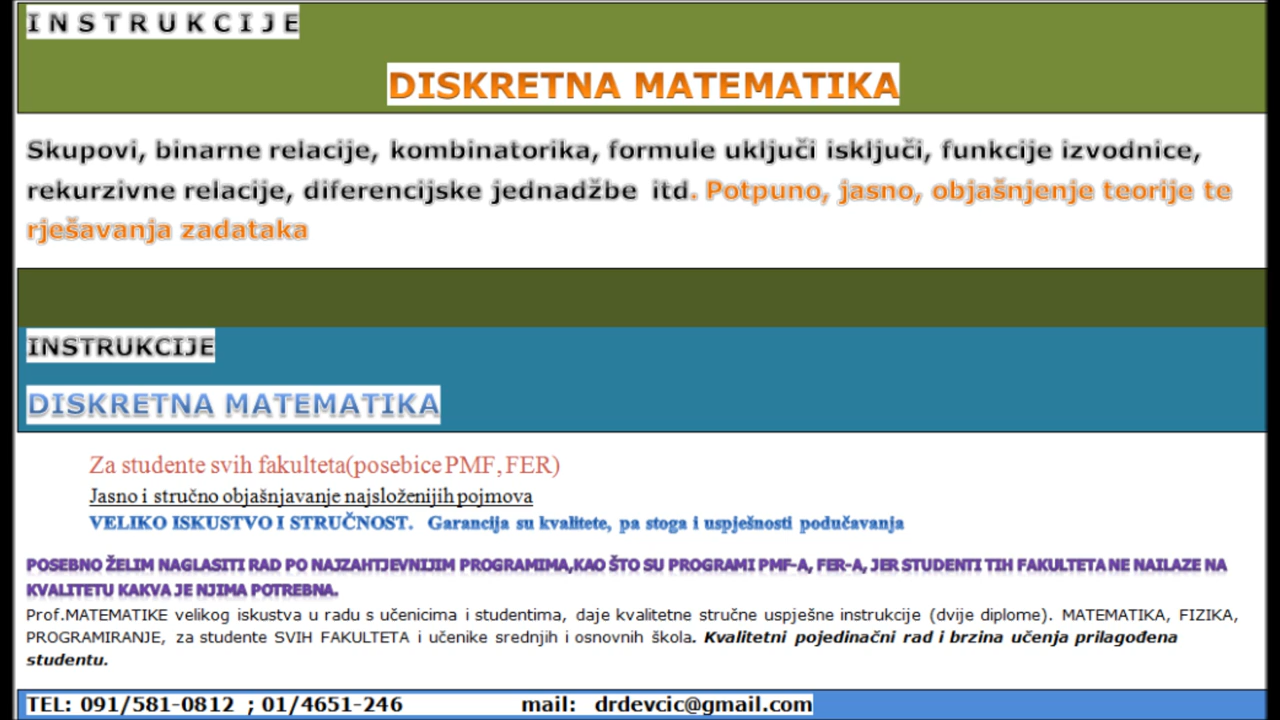 I N S T R U K C I J E
DISKRETNA MATEMATIKA
Skupovi, binarne relacije, kombinatorika, formule uključi isključi, funkcije izvodnice,
rekurzivne relacije, diferencijske jednadžbe itd. Potpuno, jasno, objašnjenje teorije te
rješavanja zadataka
INSTRUKCIJE
DISKRETNA MATEMATIKA
Za studente svih fakulteta(posebice PMF, FER)
Jasno i stručno objašnjavanje najsloženijih pojmova
VELIKO ISKUSTVO I STRUČNOST. Garancija su kvalitete, pa stoga i uspješnosti podučavanja
POSEBNO ŽELIM NAGLASITI RAD PO NAJZAHTJEVNIJIM PROGRAMIMA,KAO ŠTO SU PROGRAMI PMF-A, FER-A, JER STUDENTI TIH FAKULTETA NE NAILAZE NA
KVALITETU KAKVA JE NJIMA POTREBNA.
Prof.MATEMATIKE velikog iskustva u radu s učenicima i studentima, daje kvalitetne stručne uspješne instrukcije (dvije diplome). MATEMATIKA, FIZIKA,
PROGRAMIRANJE, za studente SVIH FAKULTETA i učenike srednjih i osnovnih škola. Kvalitetni pojedinačni rad i brzina učenja prilagođena
studentu.
TEL: 091/581-0812 ; 01/4651-246 mail: drdevcic@gmail.com